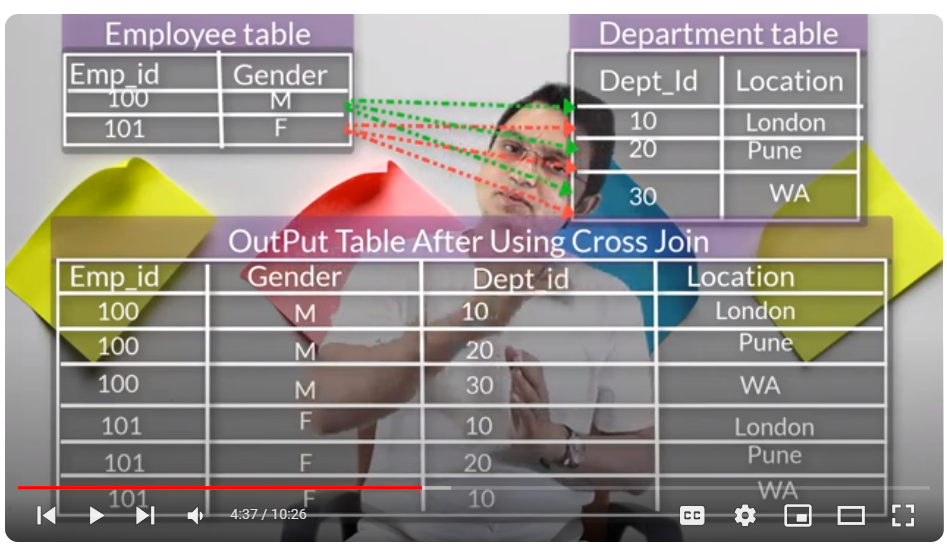 Employee table Department table
Emp_id Gender Dept_Id Location
100 M 10 London
101 F 20 Pune
30 WA
OutPut Table After Using Cross Join
Emp_id Gender Dept_id Location
100 M 10 London
100 M 20 Pune
100 M 30 WA
101 F 10 London
101 F 20 Pune
101 F 10 WA
4:37 / 10:26 CC